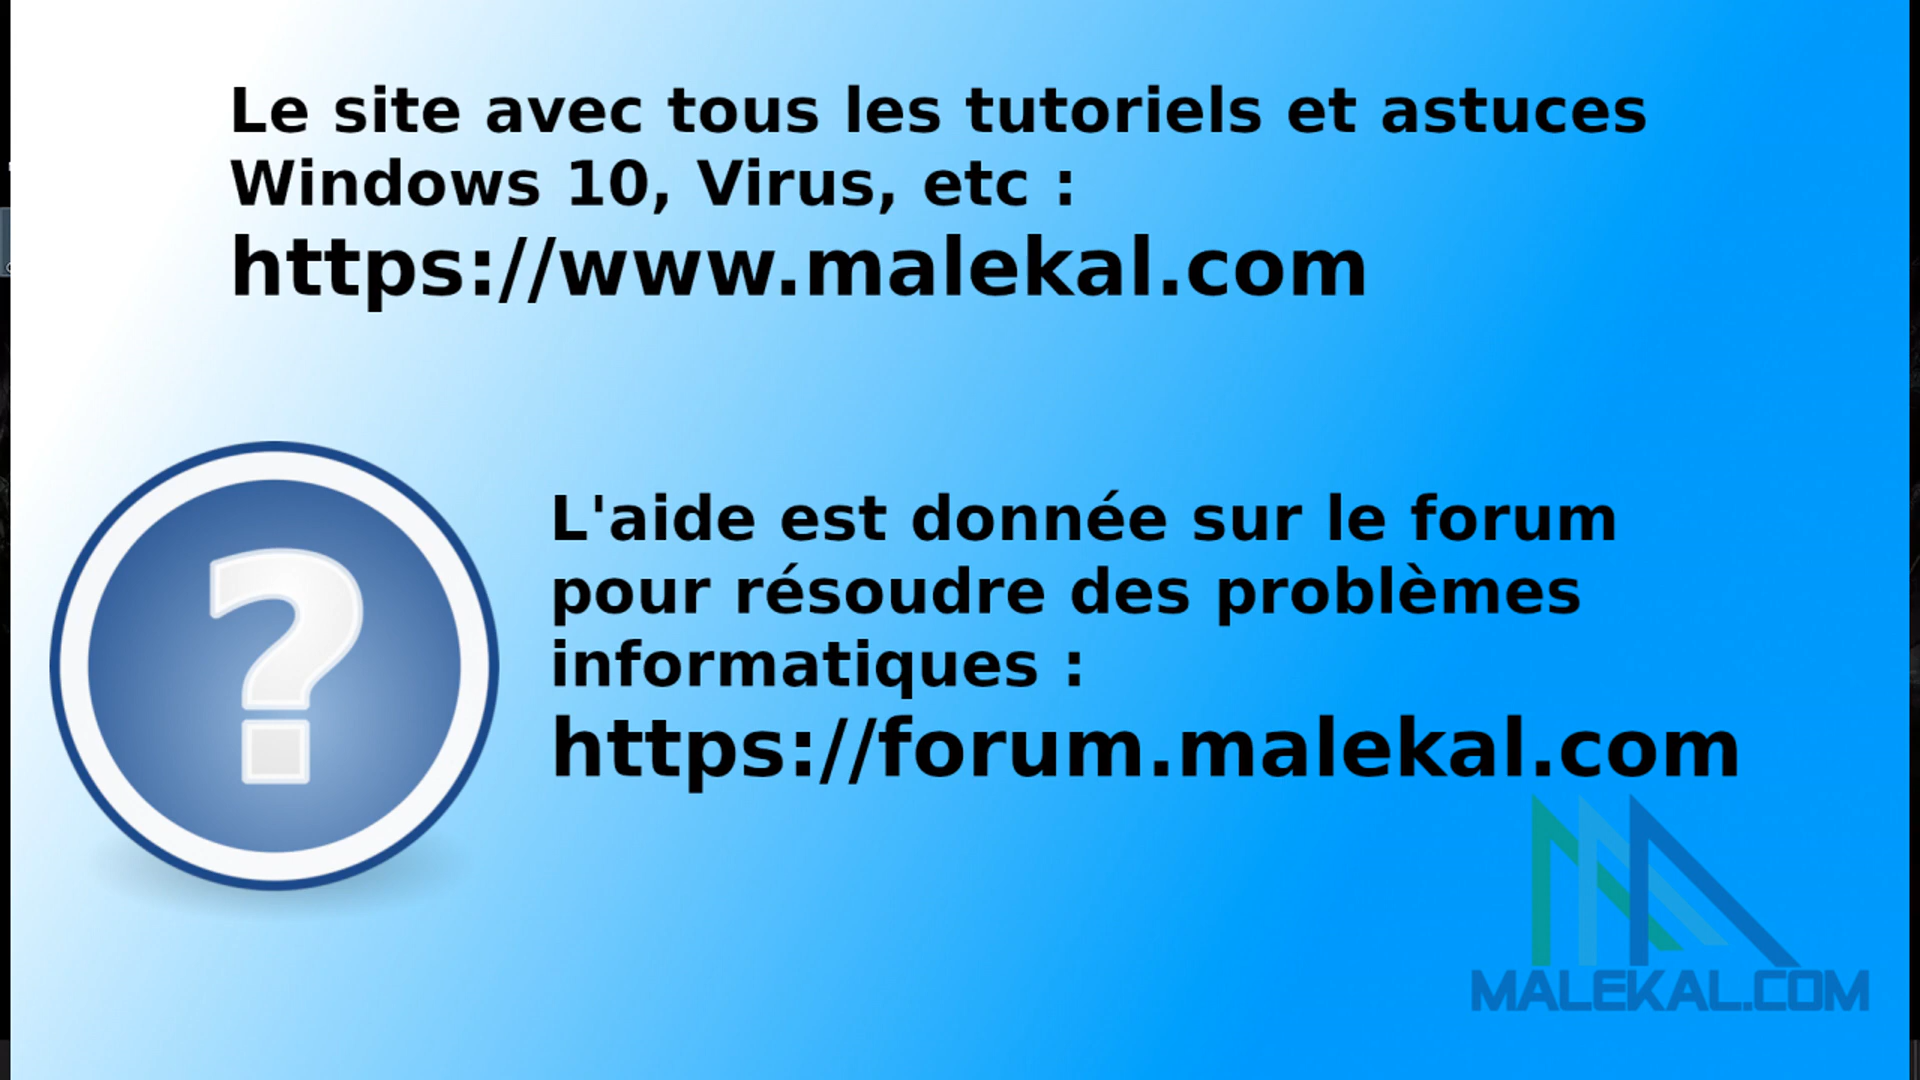 Le site avec tous les tutoriels et astuces
Windows 10, Virus, etc :
https://www.malekal.com
?
L'aide est donnée sur le forum
pour résoudre des problèmes
informatiques :
https://forum.malekal.com
MALEKAL.COM